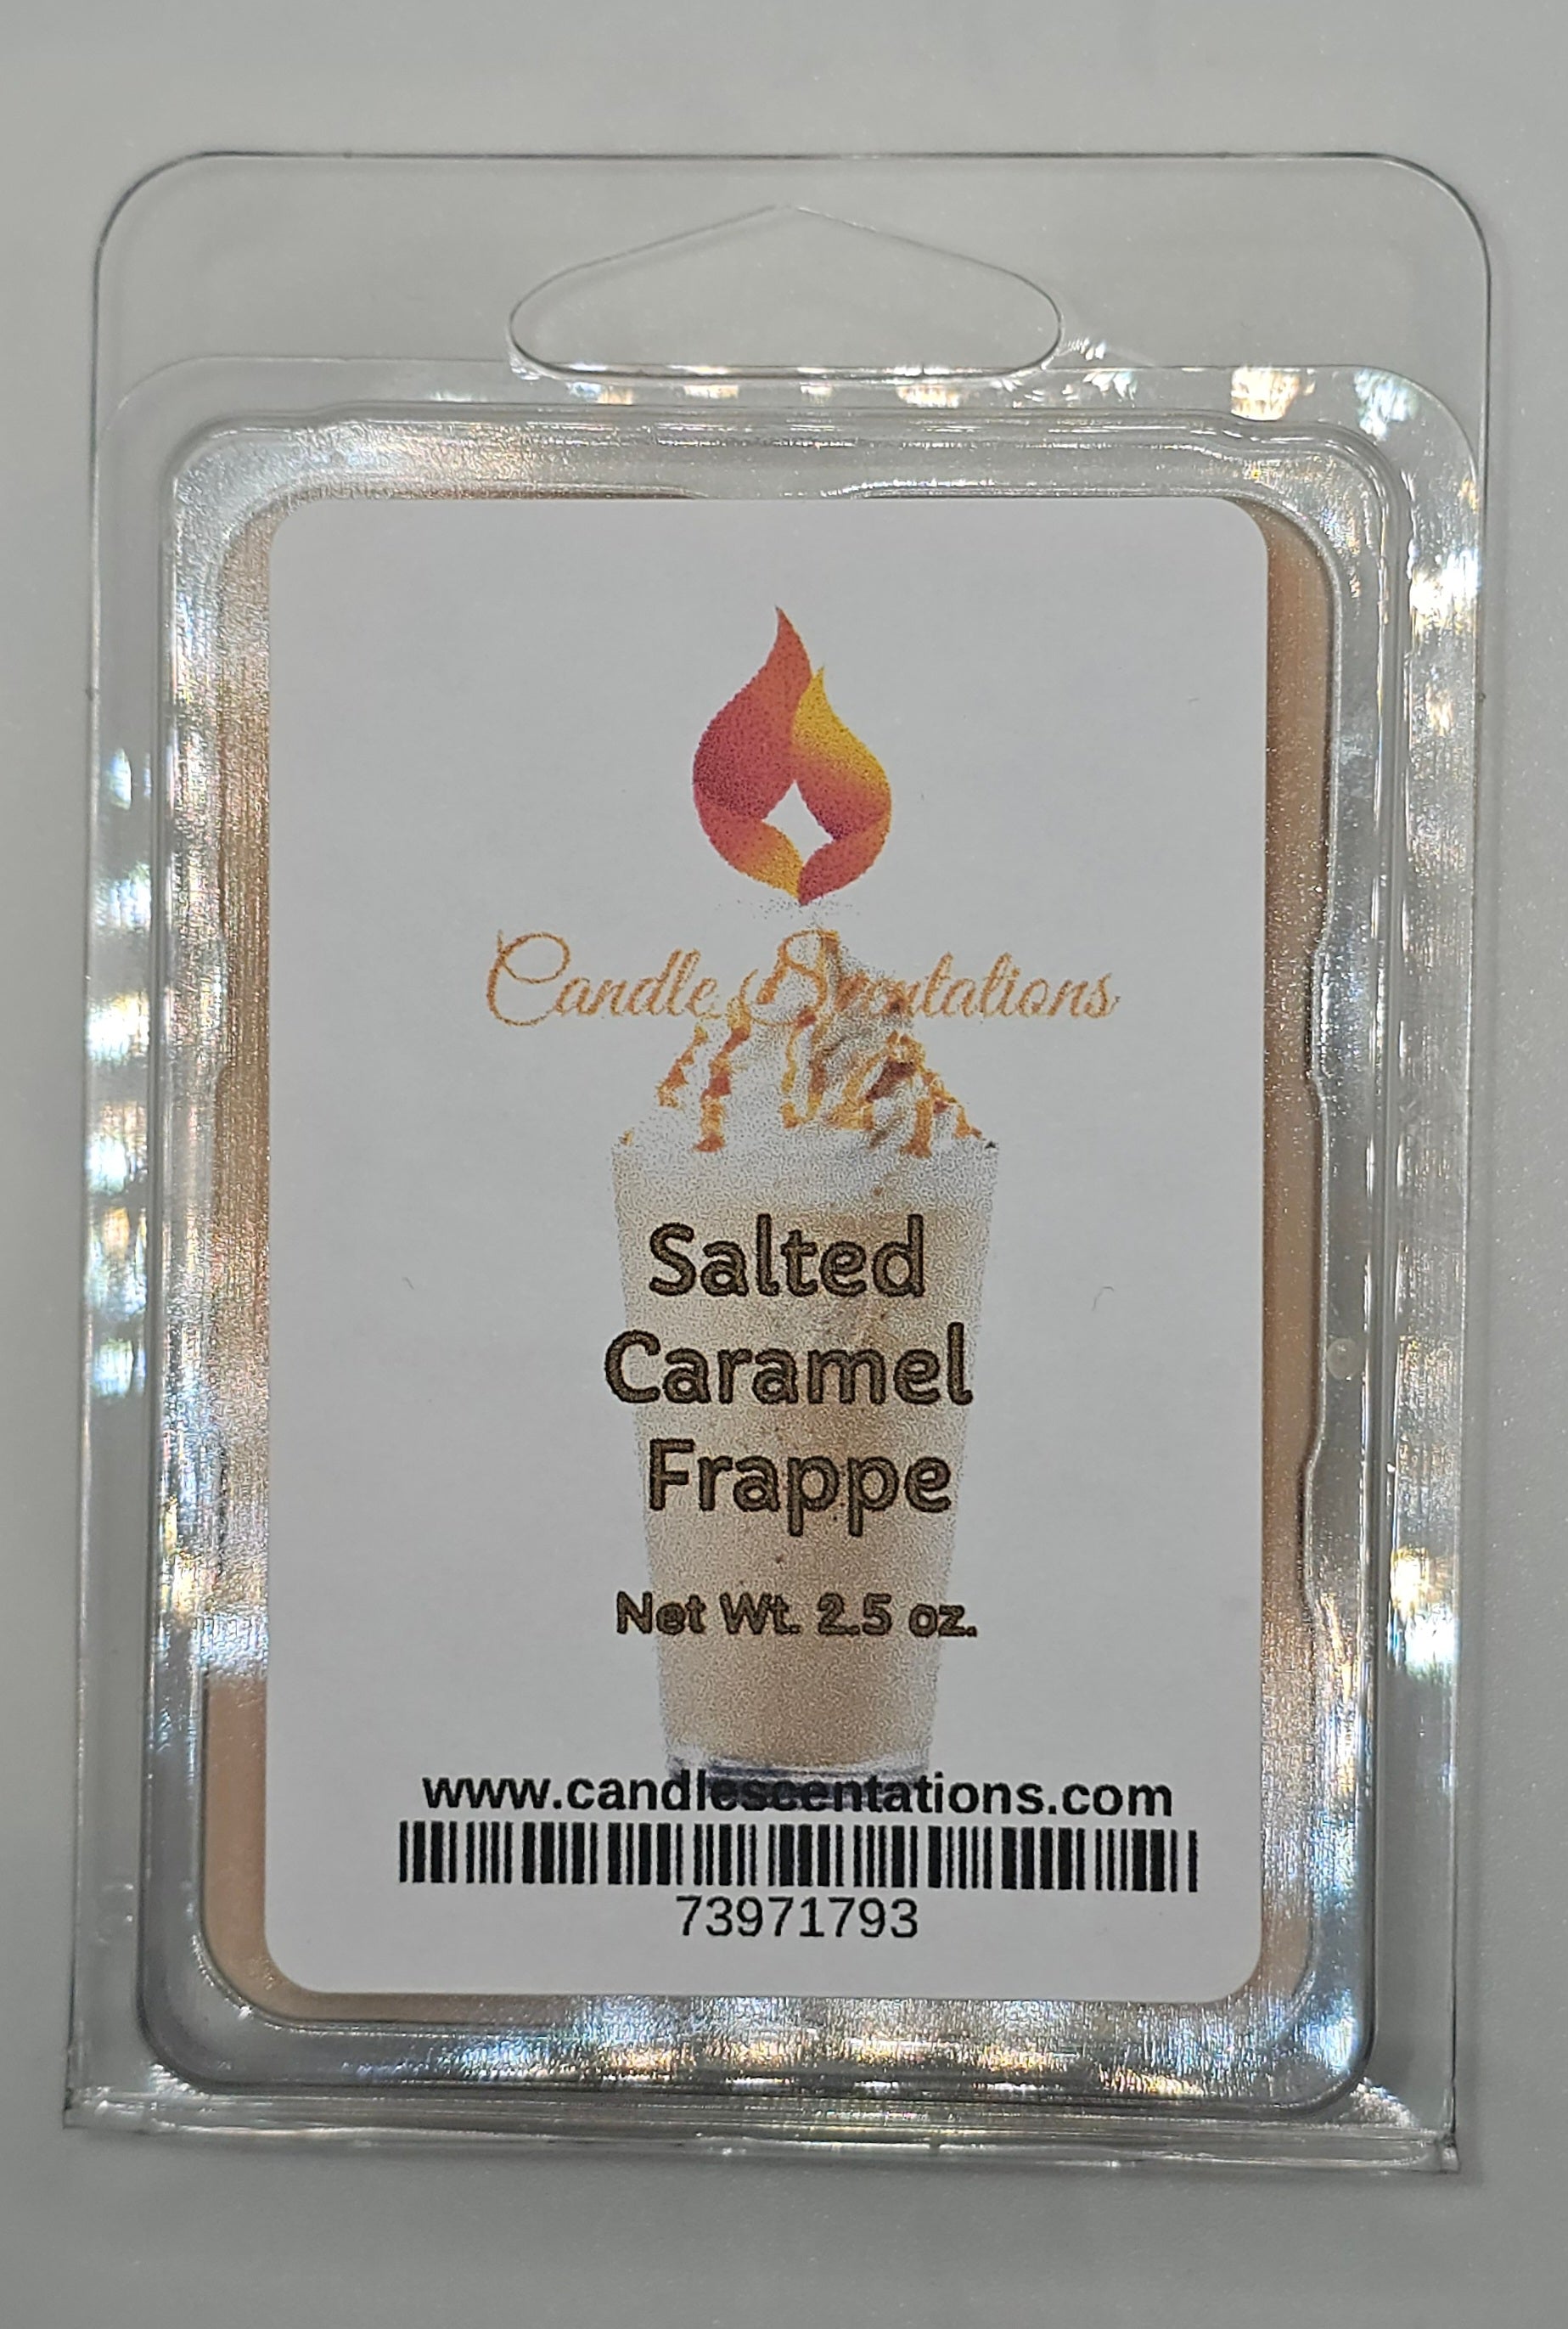 Candle Scentations
Salted
Caramel
Frappe
Net Wt. 2.5 oz.
www.candlescentations.com
73971793